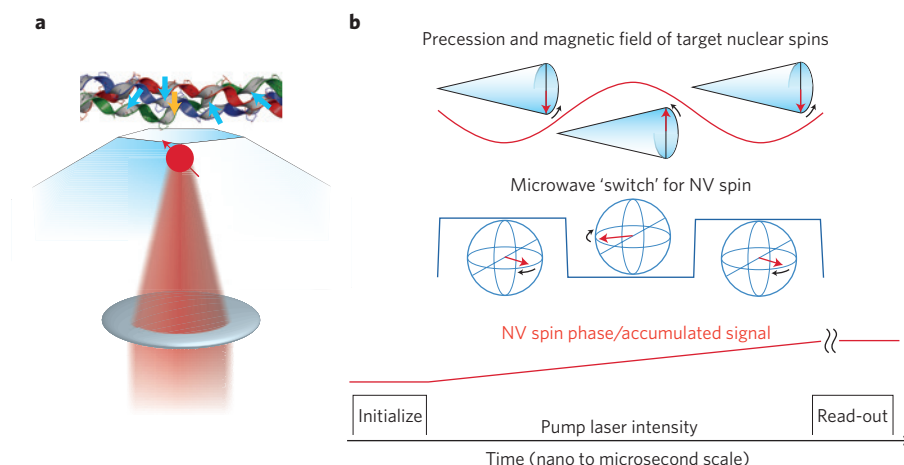 a
b
Precession and magnetic field of target nuclear spins
Microwave ‘switch’ for NV spin
NV spin phase/accumulated signal
Initialize
Read-out
Pump laser intensity
Time (nano to microsecond scale)